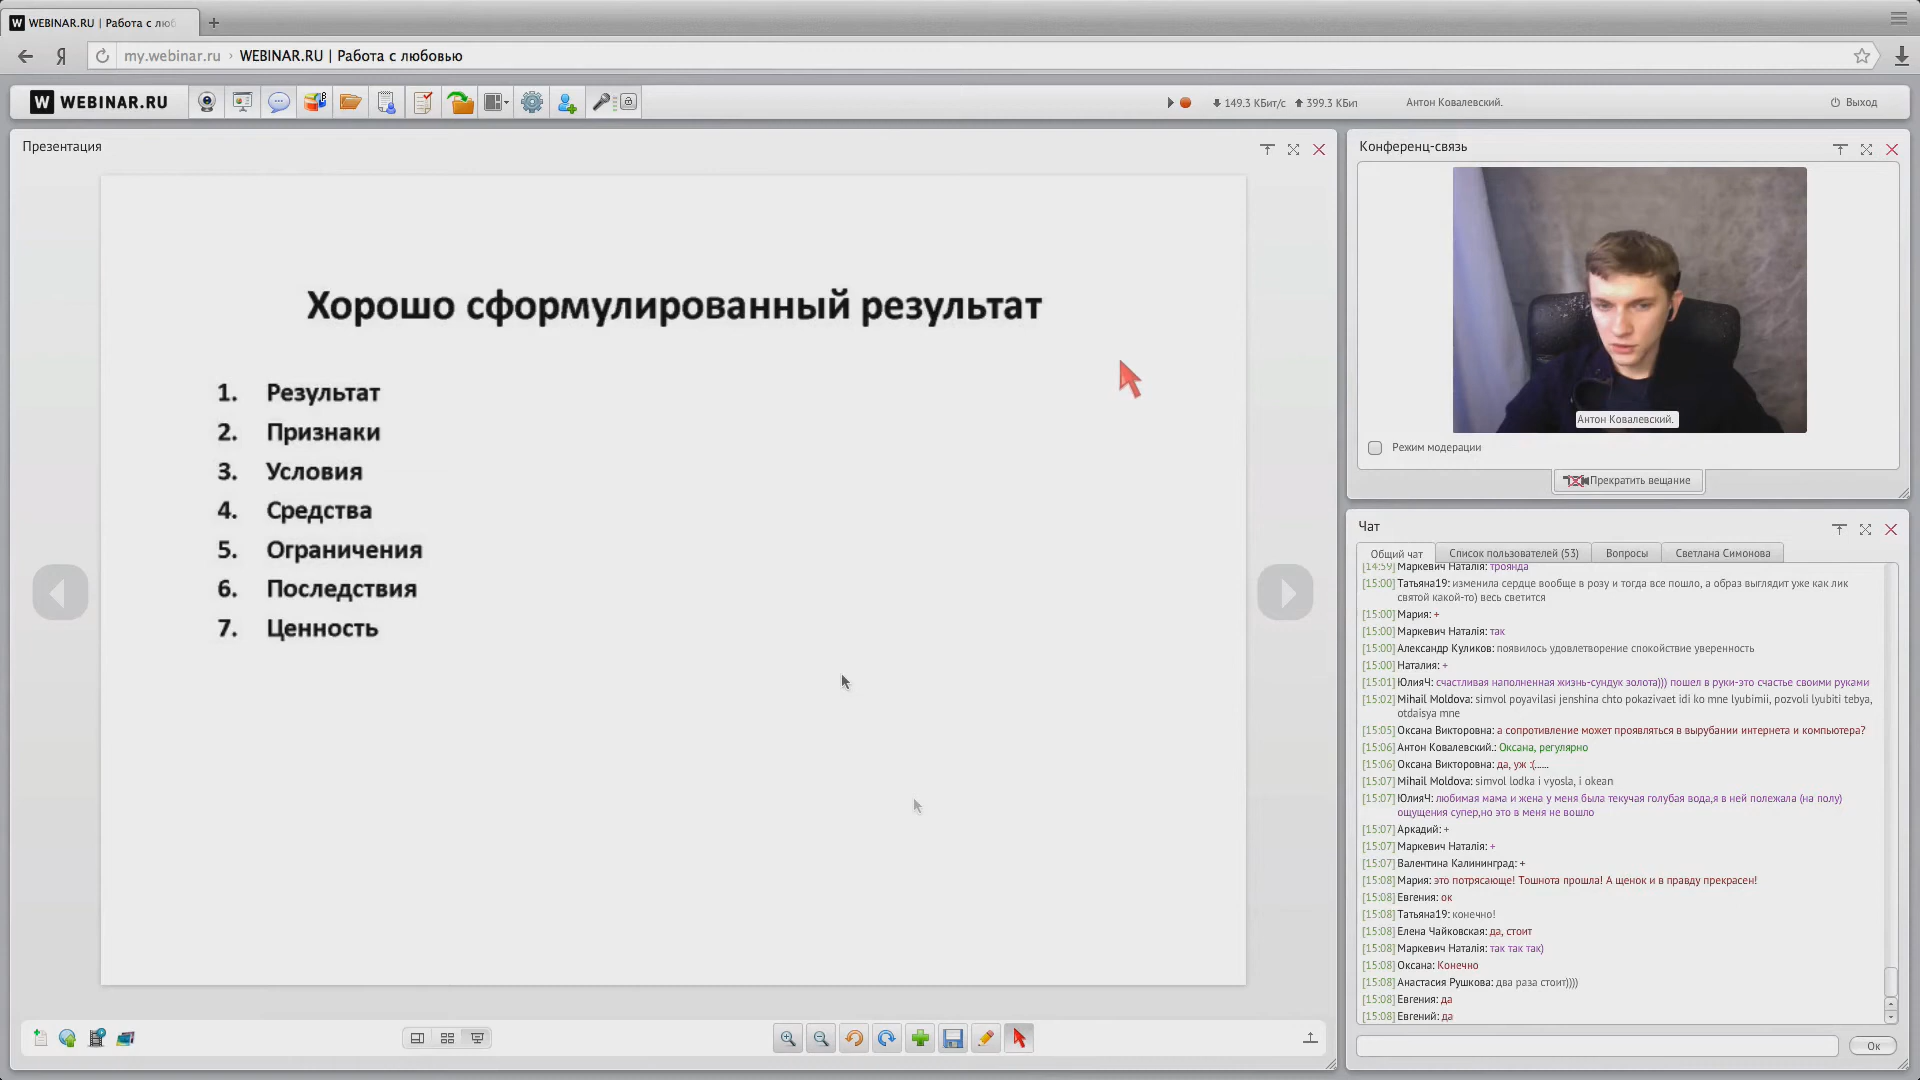 WEBINAR.RU | Работа с люб
my.webinar.ru › WEBINAR.RU | Работа с любовью
WEBINAR.RU
149.3 КБит/с 399.3 КБит
Антон Ковалевский.
Выход
Презентация
Хорошо сформулированный результат
1. Результат
2. Признаки
3. Условия
4. Средства
5. Ограничения
6. Последствия
7. Ценность
Конференц-связь
Антон Ковалевский.
Режим модерации
Прекратить вещание
Чат
Общий чат Список пользователей (53) Вопросы Светлана Симонова
[14:59] Маркевич Наталія: троянда
[15:00] Татьяна19: изменила сердце вообще в розу и тогда все пошло, а образ выглядит уже как лик
святой какой-то) весь светится
[15:00] Мария: +
[15:00] Маркевич Наталія: так
[15:00] Александр Куликов: появилось удовлетворение спокойствие уверенность
[15:00] Наталия: +
[15:01] ЮлияЧ: счастливая наполненная жизнь-сундук золота))) пошел в руки-это счастье своими руками
[15:02] Mihail Moldova: simvol poyavilasi jenshina chto pokazivaet idi ko mne lyubimii, pozvoli lyubiti tebya,
otdaisya mne
[15:05] Оксана Викторовна: а сопротивление может проявляться в вырубании интернета и компьютера?
[15:06] Антон Ковалевский.: Оксана, регулярно
[15:06] Оксана Викторовна: да, уж :(......
[15:07] Mihail Moldova: simvol lodka i vyosla, i okean
[15:07] ЮлияЧ: любимая мама и жена у меня была текучая голубая вода,я в ней полежала (на полу)
ощущения супер,но это в меня не вошло
[15:07] Аркадий: +
[15:07] Маркевич Наталія: +
[15:07] Валентина Калининград: +
[15:08] Мария: это потрясающе! Тошнота прошла! А щенок и в правду прекрасен!
[15:08] Евгения: ок
[15:08] Татьяна19: конечно!
[15:08] Елена Чайковская: да, стоит
[15:08] Маркевич Наталія: так так так)
[15:08] Оксана: Конечно
[15:08] Анастасия Рушкова: два раза стоит))))
[15:08] Евгения: да
[15:08] Евгений: да
Ок